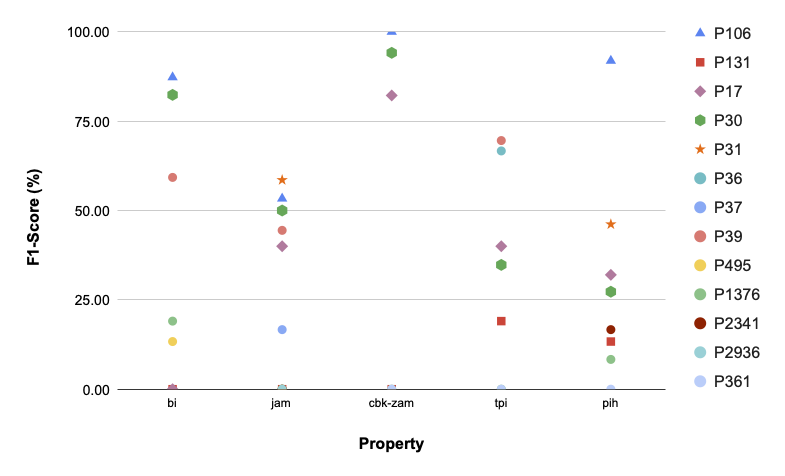 100.00
75.00
50.00
25.00
0.00
F1-Score (%)
bi jam cbk-zam tpi pih
Property
P106
P131
P17
P30
P31
P36
P37
P39
P495
P1376
P2341
P2936
P361